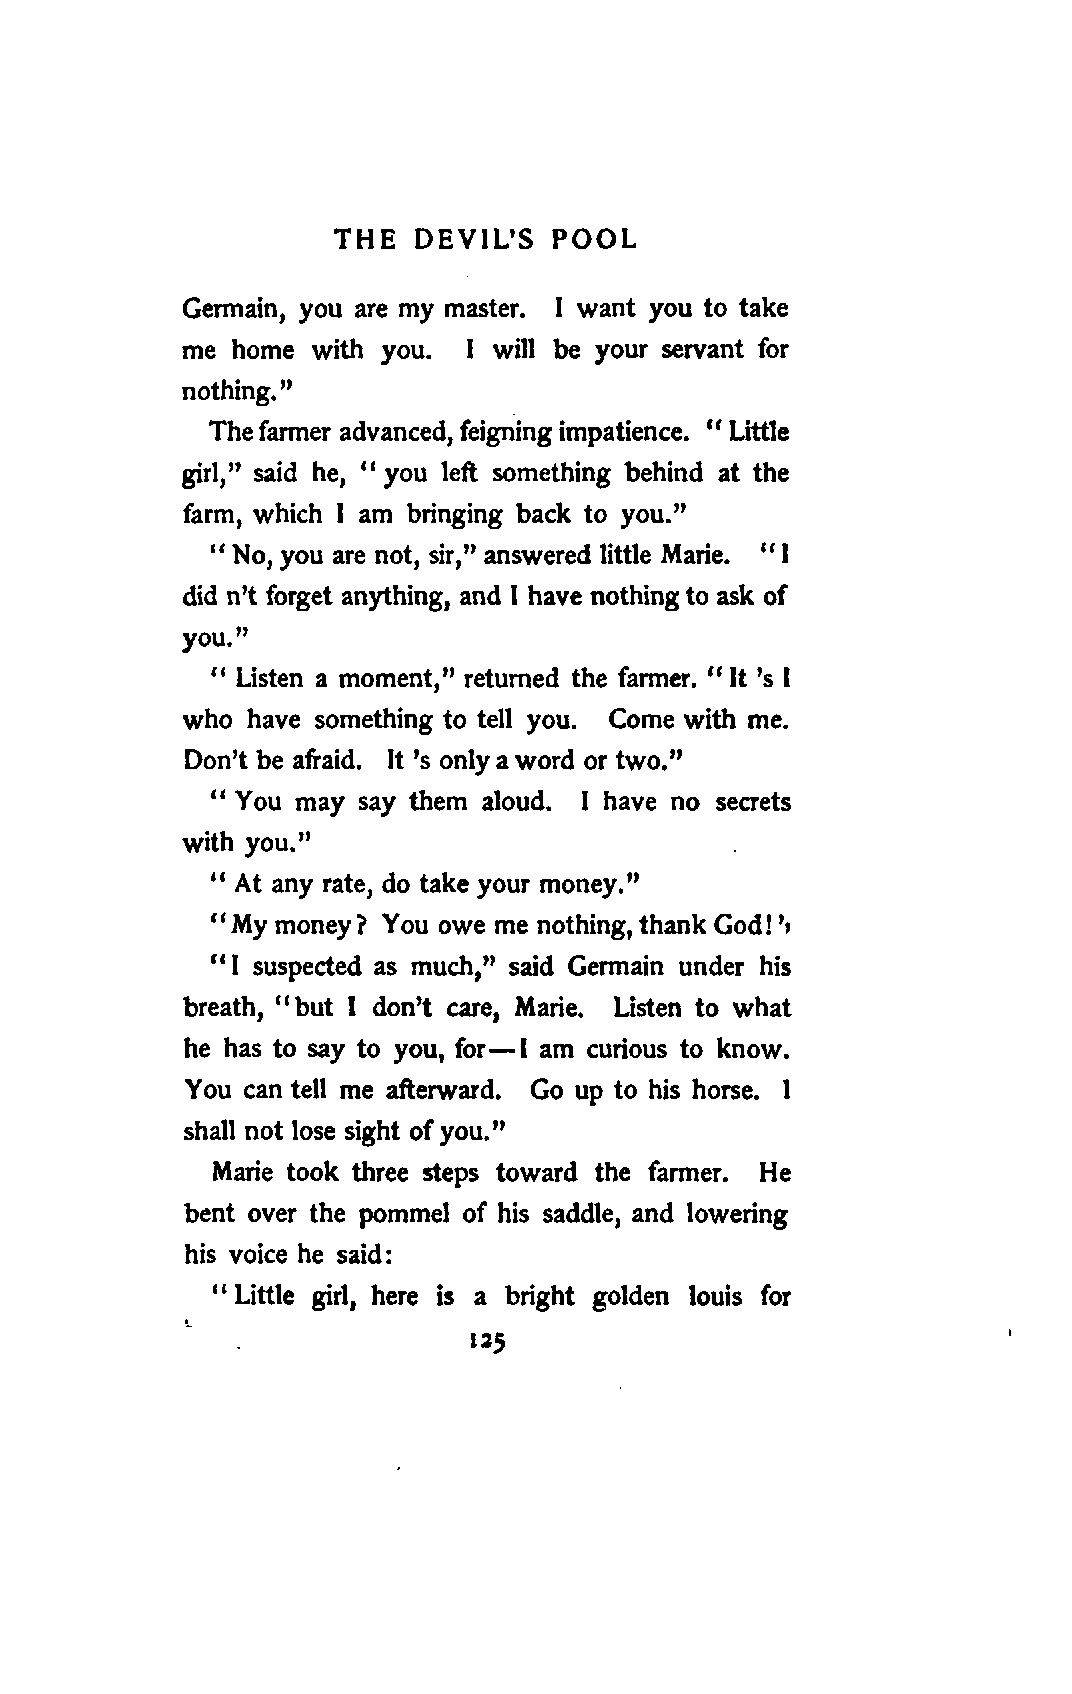 THE DEVIL'S POOL
Germain, you are my master. I want you to take
me home with you. I will be your servant for
nothing."
The farmer advanced, feigning impatience. "Little
girl," said he, "you left something behind at the
farm, which I am bringing back to you."
"No, you are not, sir," answered little Marie. "I
did n't forget anything, and I have nothing to ask of
you."
"Listen a moment," returned the farmer. "It 's I
who have something to tell you. Come with me.
Don't be afraid. It 's only a word or two."
"You may say them aloud. I have no secrets
with you."
"At any rate, do take your money."
"My money? You owe me nothing, thank God!"
"I suspected as much," said Germain under his
breath, "but I don't care, Marie. Listen to what
he has to say to you, for—I am curious to know.
You can tell me afterward. Go up to his horse. I
shall not lose sight of you."
Marie took three steps toward the farmer. He
bent over the pommel of his saddle, and lowering
his voice he said:
"Little girl, here is a bright golden louis for
125